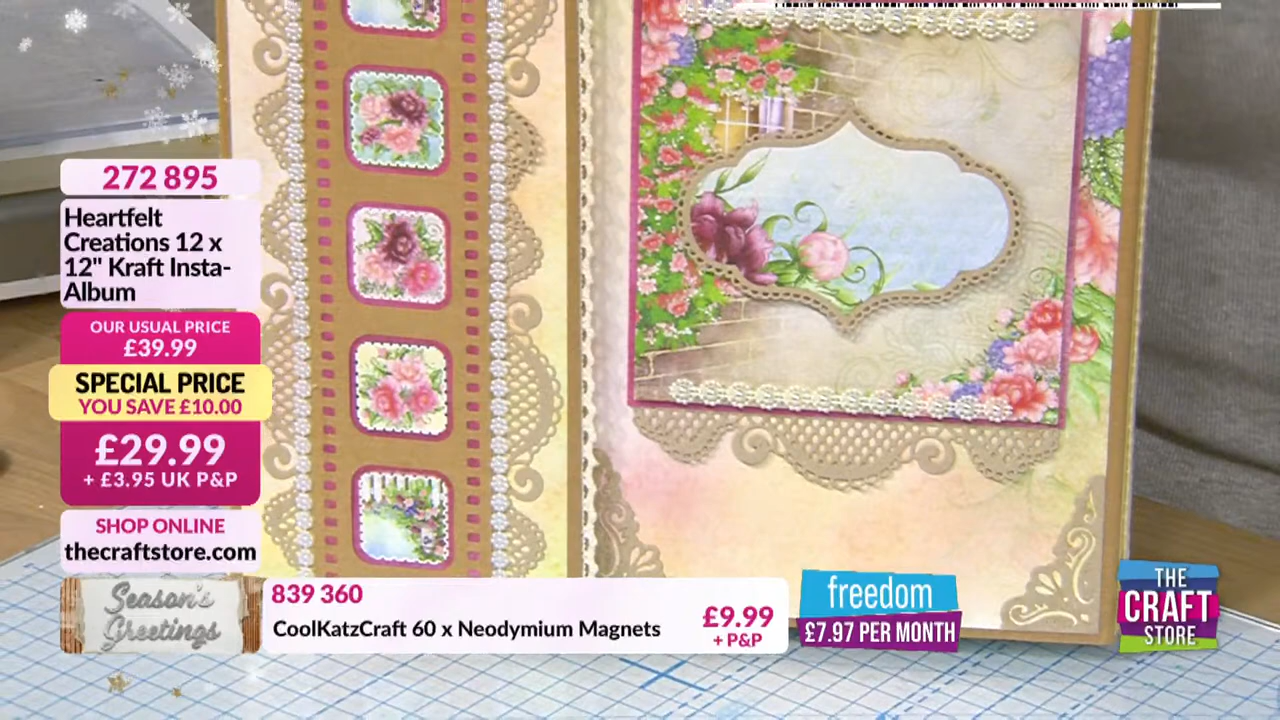 272 895
Heartfelt
Creations 12 x
12" Kraft Insta-
Album
OUR USUAL PRICE
£39.99
SPECIAL PRICE
YOU SAVE £10.00
£29.99
+ £3.95 UK P&P
SHOP ONLINE
thecraftstore.com
Season's
Greetings
839 360
CoolKatzCraft 60 x Neodymium Magnets
£9.99
+ P&P
freedom
£7.97 PER MONTH
THE
CRAFT
STORE